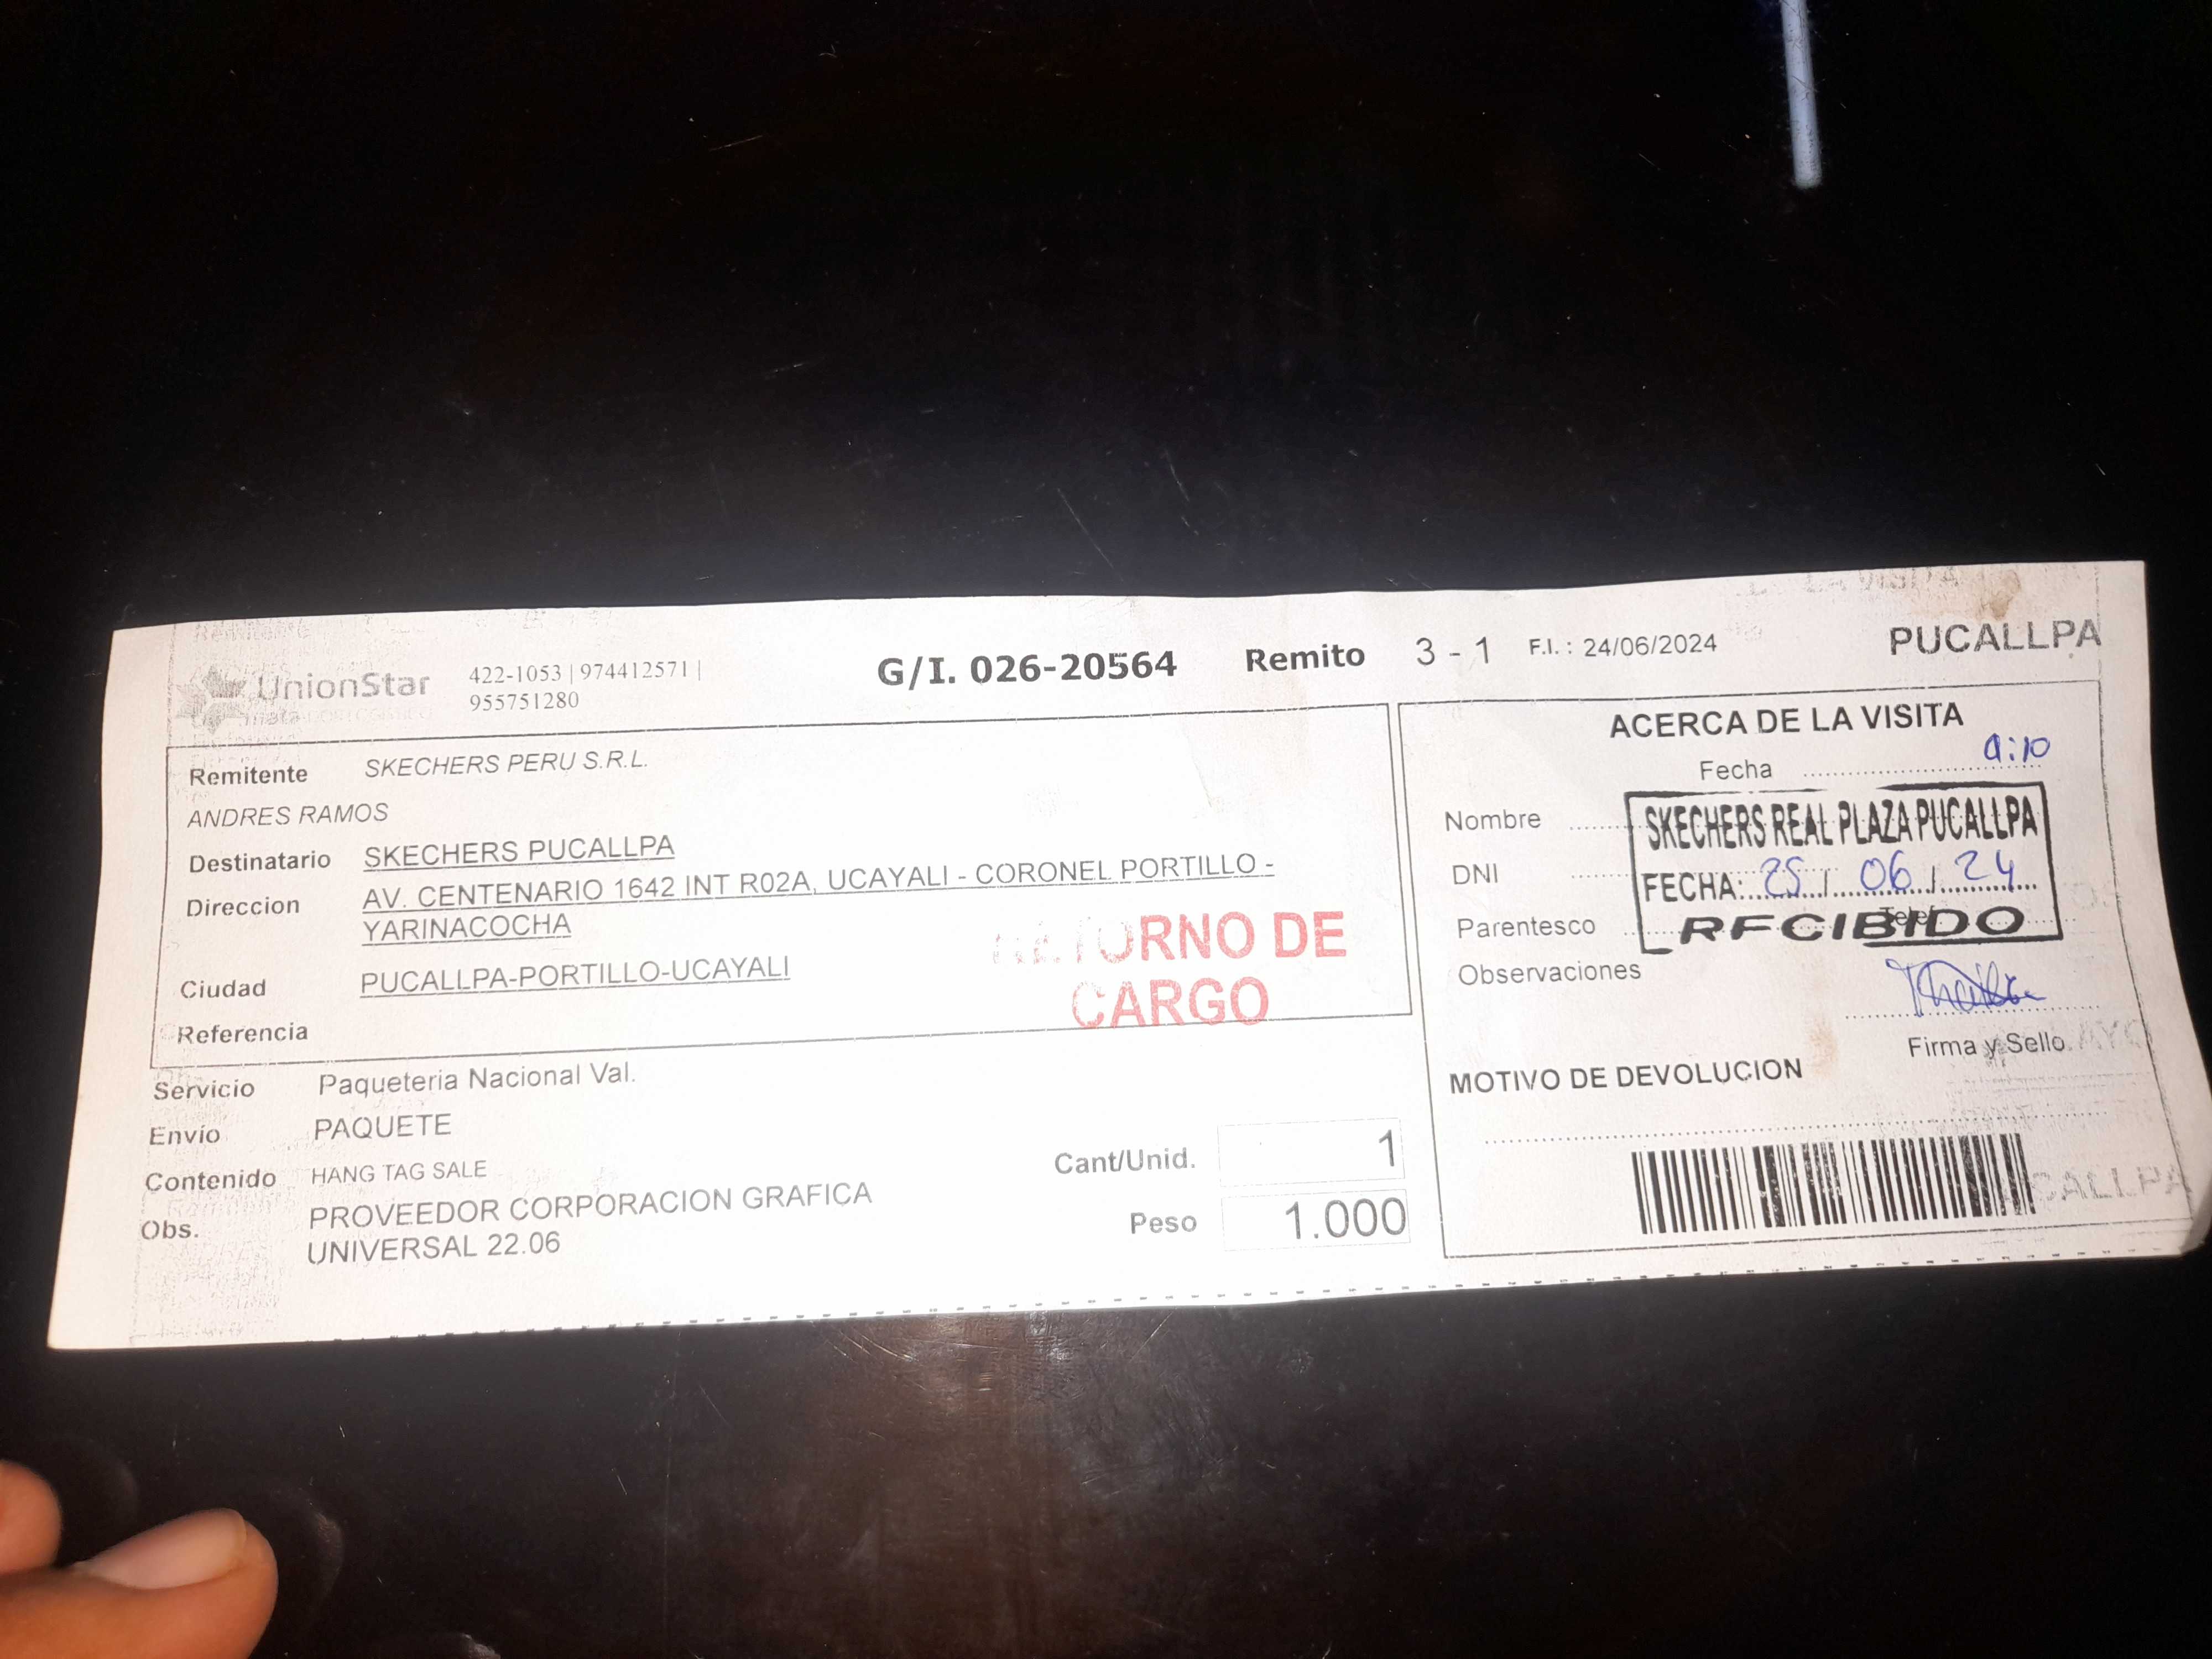 UnionStar
422-1053 | 974412571 |
955751280
G/I. 026-20564 Remito 3 - 1 F.I. : 24/06/2024 PUCALLPA
Remitente SKECHERS PERU S.R.L.
ANDRES RAMOS
Destinatario SKECHERS PUCALLPA
Direccion AV. CENTENARIO 1642 INT R02A, UCAYALI - CORONEL PORTILLO -
YARINACOCHA
Ciudad PUCALLPA-PORTILLO-UCAYALI
Referencia
RETORNO DE
CARGO
Servicio Paqueteria Nacional Val.
Envio PAQUETE
Contenido HANG TAG SALE
Obs. PROVEEDOR CORPORACION GRAFICA
UNIVERSAL 22.06
Cant/Unid. 1
Peso 1.000
ACERCA DE LA VISITA
Fecha 9:10
Nombre
DNI
Parentesco
Observaciones
SKECHERS REAL PLAZA PUCALLPA
FECHA: 25 / 06 / 24
RECIBIDO
Firma y Sello
MOTIVO DE DEVOLUCION